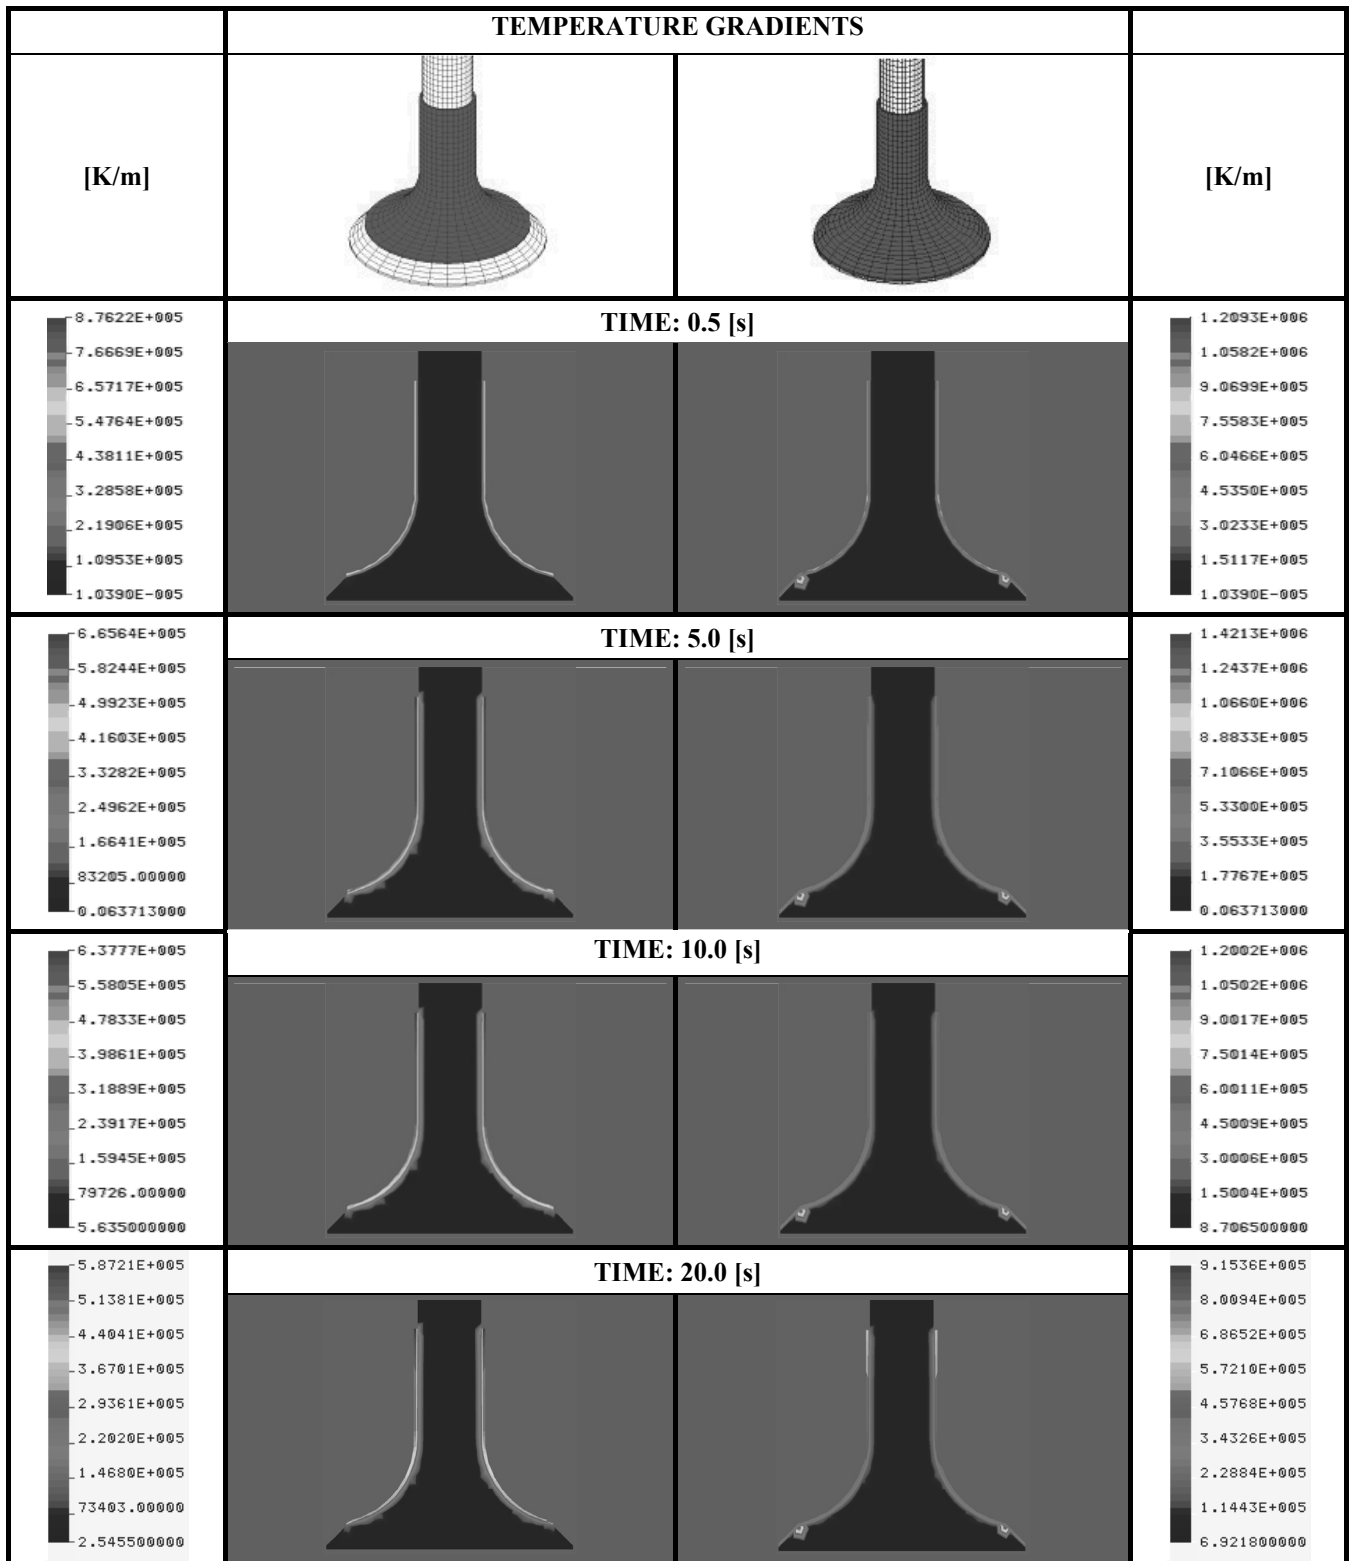 TEMPERATURE GRADIENTS
[K/m]
[K/m]
TIME: 0.5 [s]
8.7622E+005
7.6669E+005
6.5717E+005
5.4764E+005
4.3811E+005
3.2858E+005
2.1906E+005
1.0953E+005
1.0390E-005
1.2093E+006
1.0582E+006
9.0699E+005
7.5583E+005
6.0466E+005
4.5350E+005
3.0233E+005
1.5117E+005
1.0390E-005
TIME: 5.0 [s]
6.6564E+005
5.8244E+005
4.9923E+005
4.1603E+005
3.3282E+005
2.4962E+005
1.6641E+005
83205.00000
0.063713000
1.4213E+006
1.2437E+006
1.0660E+006
8.8833E+005
7.1066E+005
5.3300E+005
3.5533E+005
1.7767E+005
0.063713000
TIME: 10.0 [s]
6.3777E+005
5.5805E+005
4.7833E+005
3.9861E+005
3.1889E+005
2.3917E+005
1.5945E+005
79726.00000
5.635000000
1.2002E+006
1.0502E+006
9.0017E+005
7.5014E+005
6.0011E+005
4.5009E+005
3.0006E+005
1.5004E+005
8.706500000
TIME: 20.0 [s]
5.8721E+005
5.1381E+005
4.4041E+005
3.6701E+005
2.9361E+005
2.2020E+005
1.4680E+005
73403.00000
2.545500000
9.1536E+005
8.0094E+005
6.8652E+005
5.7210E+005
4.5768E+005
3.4326E+005
2.2884E+005
1.1443E+005
6.921800000